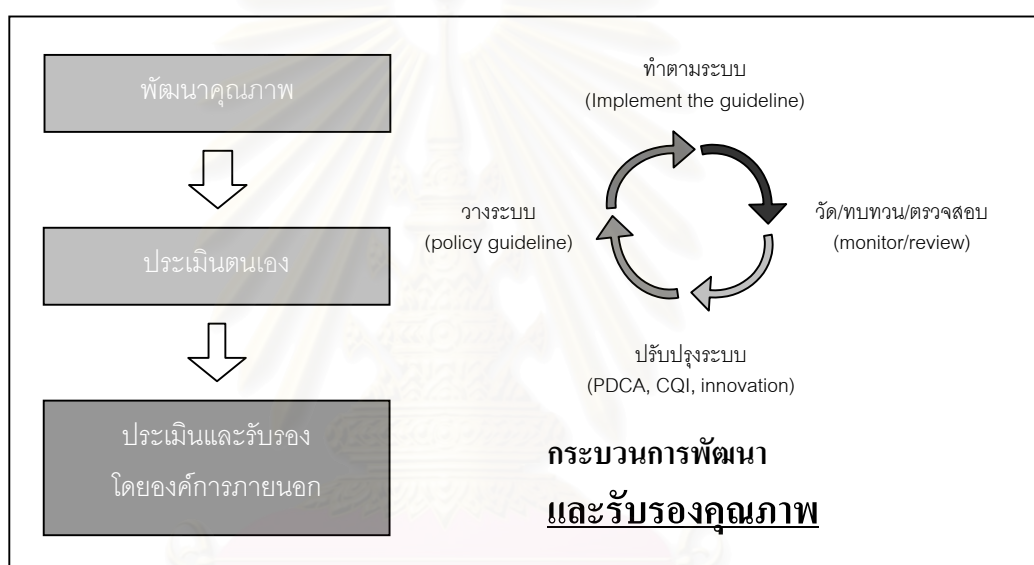 พัฒนาคุณภาพ
ประเมินตนเอง
ประเมินและรับรอง
โดยองค์การภายนอก
ทำตามระบบ
(Implement the guideline)
วางระบบ
(policy guideline)
วัด/ทบทวน/ตรวจสอบ
(monitor/review)
ปรับปรุงระบบ
(PDCA, CQI, innovation)
กระบวนการพัฒนา
และรับรองคุณภาพ